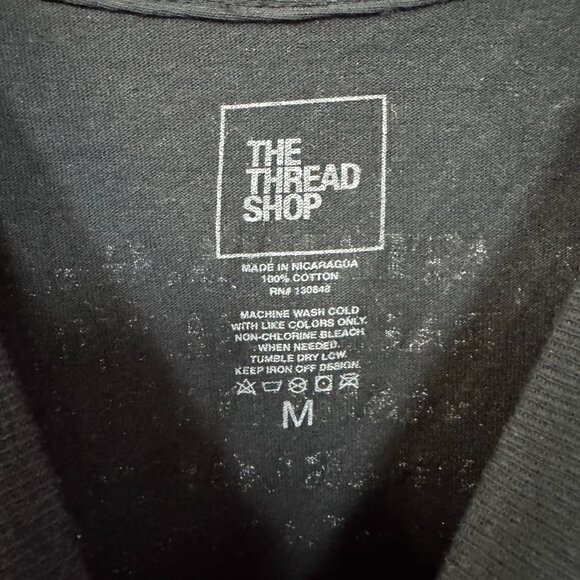 THE
THREAD
SHOP
MADE IN NICARAGUA
100% COTTON
RN# 130848
MACHINE WASH COLD
WITH LIKE COLORS ONLY.
NON-CHLORINE BLEACH
WHEN NEEDED.
TUMBLE DRY LOW.
KEEP IRON OFF DESIGN.
M